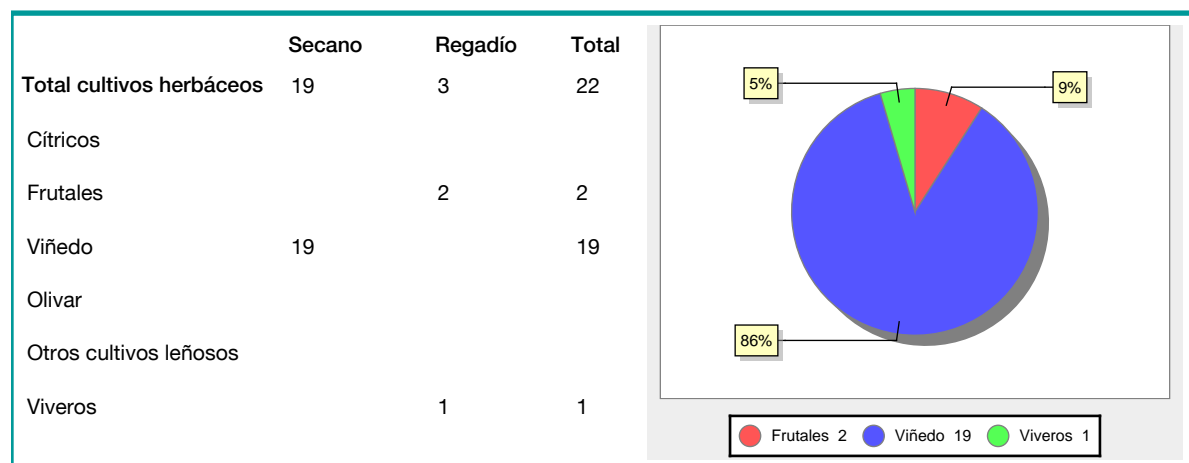 Secano Regadío Total
Total cultivos herbáceos 19 3 22
Cítricos
Frutales 2 2
Viñedo 19 19
Olivar
Otros cultivos leñosos
Viveros 1 1
5%
9%
86%
Frutales 2 Viñedo 19 Viveros 1